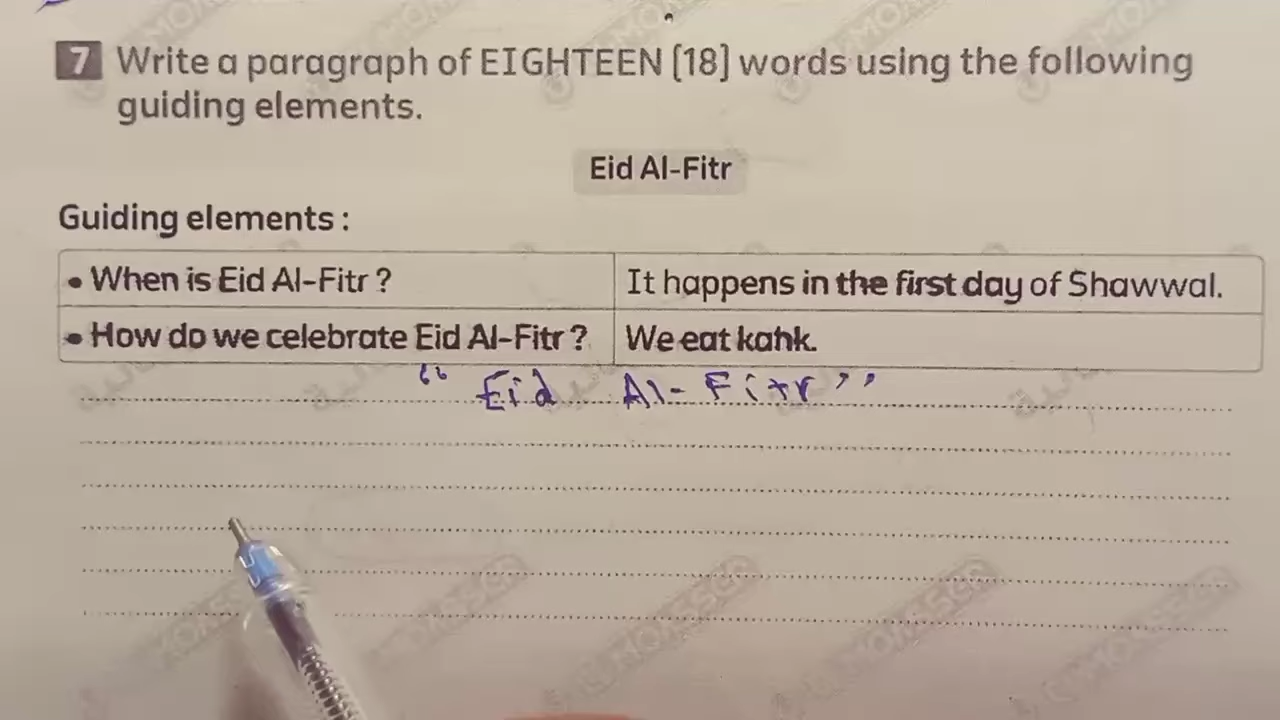 7 Write a paragraph of EIGHTEEN (18) words using the following
guiding elements.
Eid Al-Fitr
Guiding elements :
• When is Eid Al-Fitr ? It happens in the first day of Shawwal.
• How do we celebrate Eid Al-Fitr ? We eat kahk.
“ Eid Al-Fitr ”